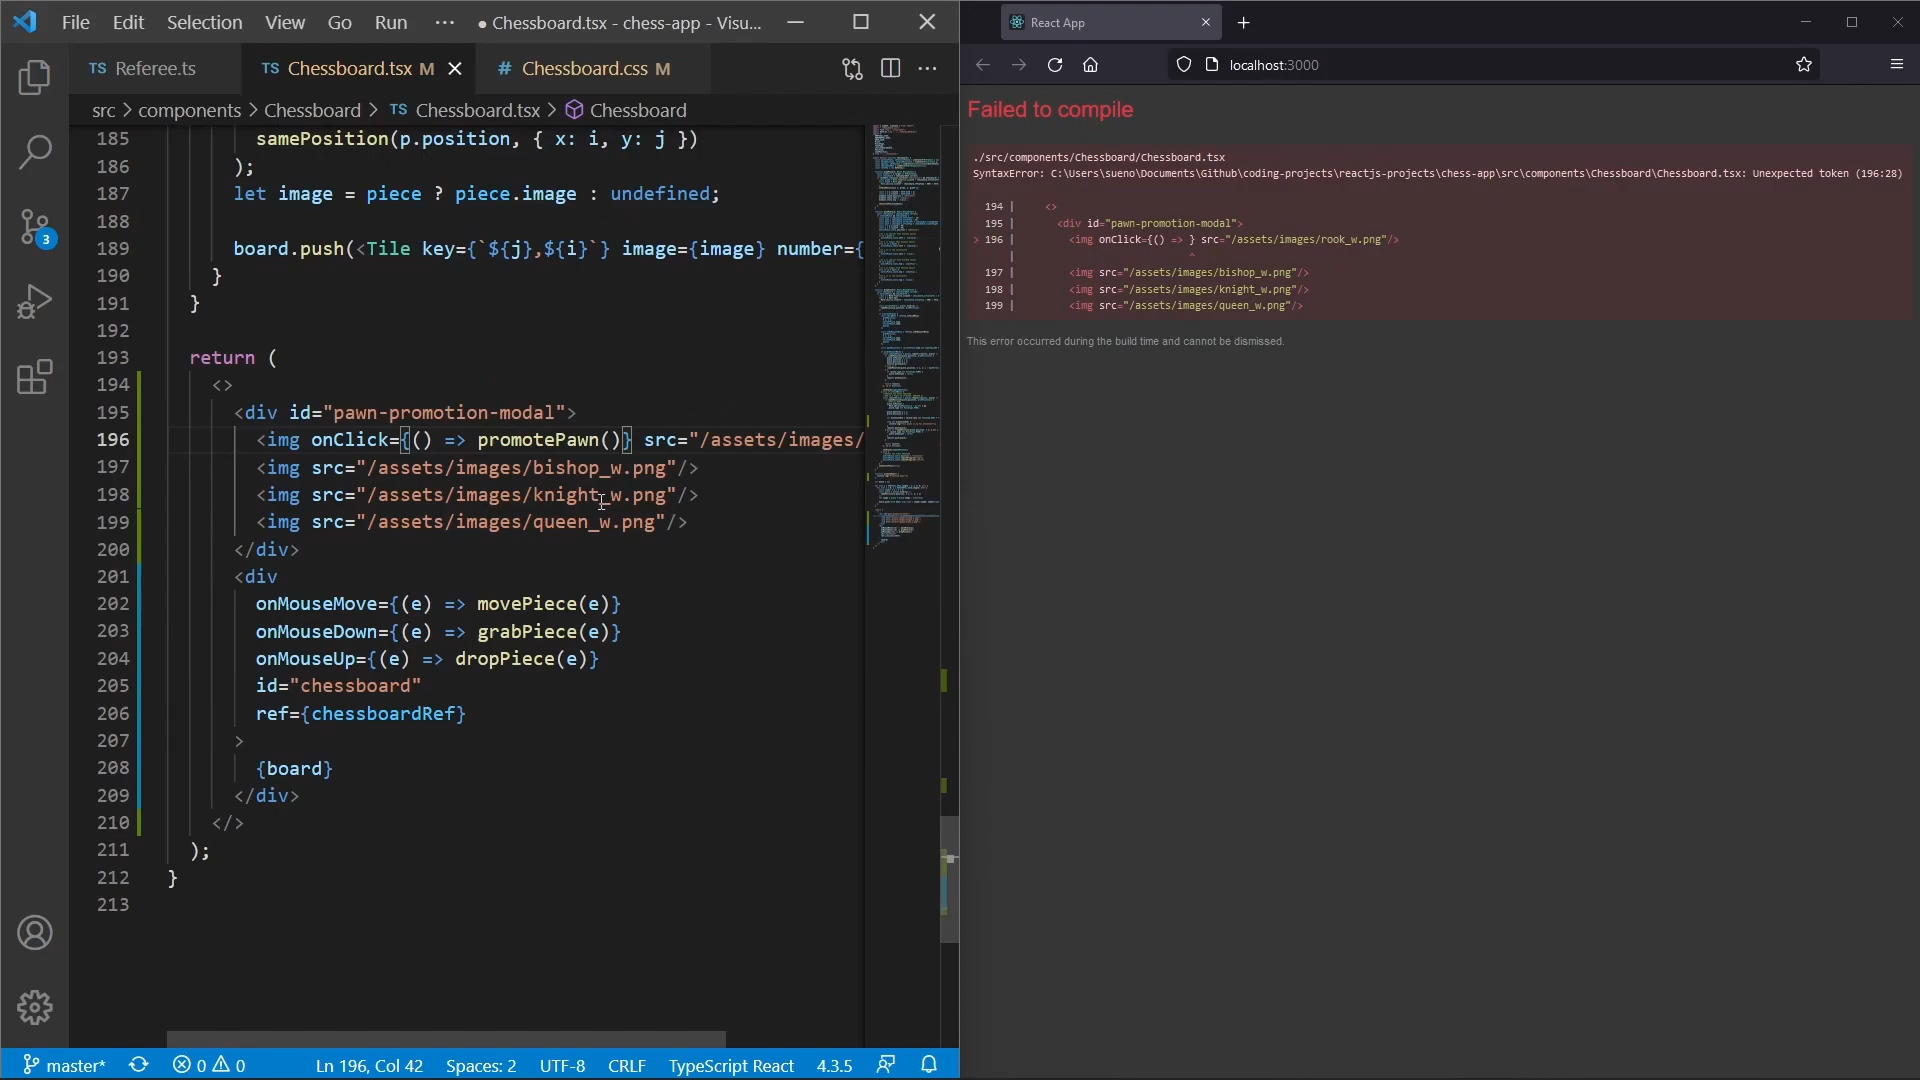 File Edit Selection View Go Run ··· ● Chessboard.tsx - chess-app - Visu...
TS Referee.ts TS Chessboard.tsx M # Chessboard.css M ···
src > components > Chessboard > TS Chessboard.tsx > Chessboard
185 samePosition(p.position, { x: i, y: j })
186 );
187 let image = piece ? piece.image : undefined;
188
189 board.push(<Tile key={`${j},${i}`} image={image} number={
190 }
191 }
192
193 return (
194 <>
195 <div id="pawn-promotion-modal">
196 <img onClick={() => promotePawn()} src="/assets/images/
197 <img src="/assets/images/bishop_w.png"/>
198 <img src="/assets/images/knight_w.png"/>
199 <img src="/assets/images/queen_w.png"/>
200 </div>
201 <div
202 onMouseMove={(e) => movePiece(e)}
203 onMouseDown={(e) => grabPiece(e)}
204 onMouseUp={(e) => dropPiece(e)}
205 id="chessboard"
206 ref={chessboardRef}
207 >
208 {board}
209 </div>
210 </>
211 );
212 }
213
3
master* 0 0 Ln 196, Col 42 Spaces: 2 UTF-8 CRLF TypeScript React 4.3.5
React App
localhost:3000
Failed to compile
./src/components/Chessboard/Chessboard.tsx
SyntaxError: C:\Users\sueno\Documents\Github\coding-projects\reactjs-projects\chess-app\src\components\Chessboard\Chessboard.tsx: Unexpected token (196:28)
194 | <>
195 | <div id="pawn-promotion-modal">
> 196 | <img onClick={() => } src="/assets/images/rook_w.png"/>
| ^
197 | <img src="/assets/images/bishop_w.png"/>
198 | <img src="/assets/images/knight_w.png"/>
199 | <img src="/assets/images/queen_w.png"/>
This error occurred during the build time and cannot be dismissed.